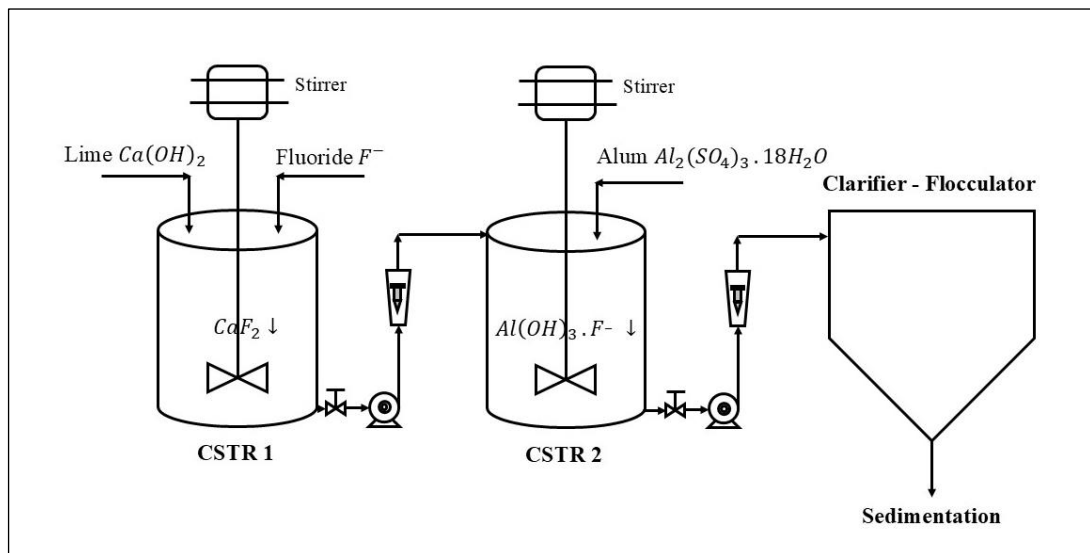 Stirrer
Stirrer
Lime Ca(OH)₂
Fluoride F⁻
Alum Al₂(SO₄)₃.18H₂O
Clarifier - Flocculator
CaF₂ ↓
Al(OH)₃.F- ↓
CSTR 1
CSTR 2
Sedimentation